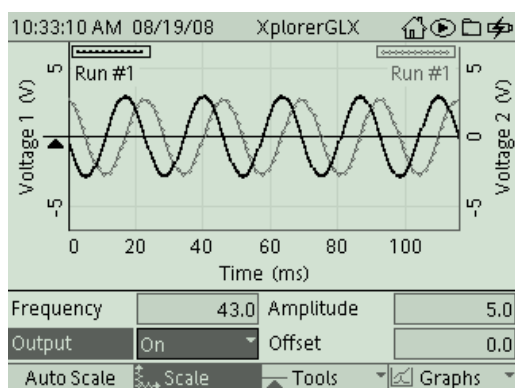 10:33:10 AM 08/19/08 XplorerGLX
Run #1 Run #1
5 5
Voltage 1 (V)
0
Voltage 2 (V)
-5 -5
0 20 40 60 80 100
Time (ms)
Frequency 43.0 Amplitude 5.0
Output On Offset 0.0
Auto Scale Scale Tools Graphs